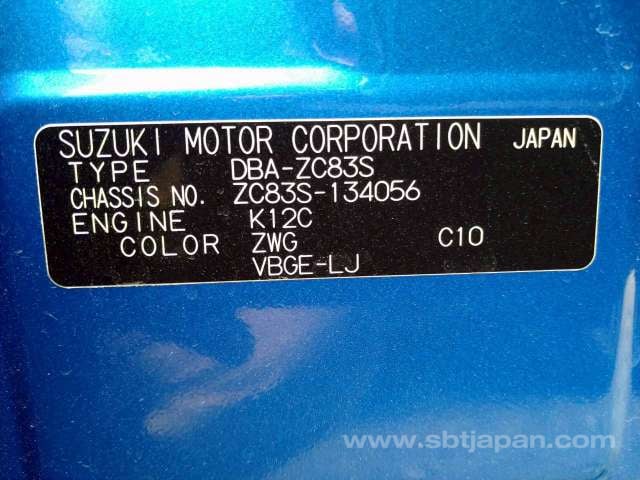 SUZUKI MOTOR CORPORATION JAPAN
TYPE DBA-ZC83S
CHASSIS NO. ZC83S-134056
ENGINE K12C
COLOR ZWG C10
VBGE-LJ
www.sbtjapan.com